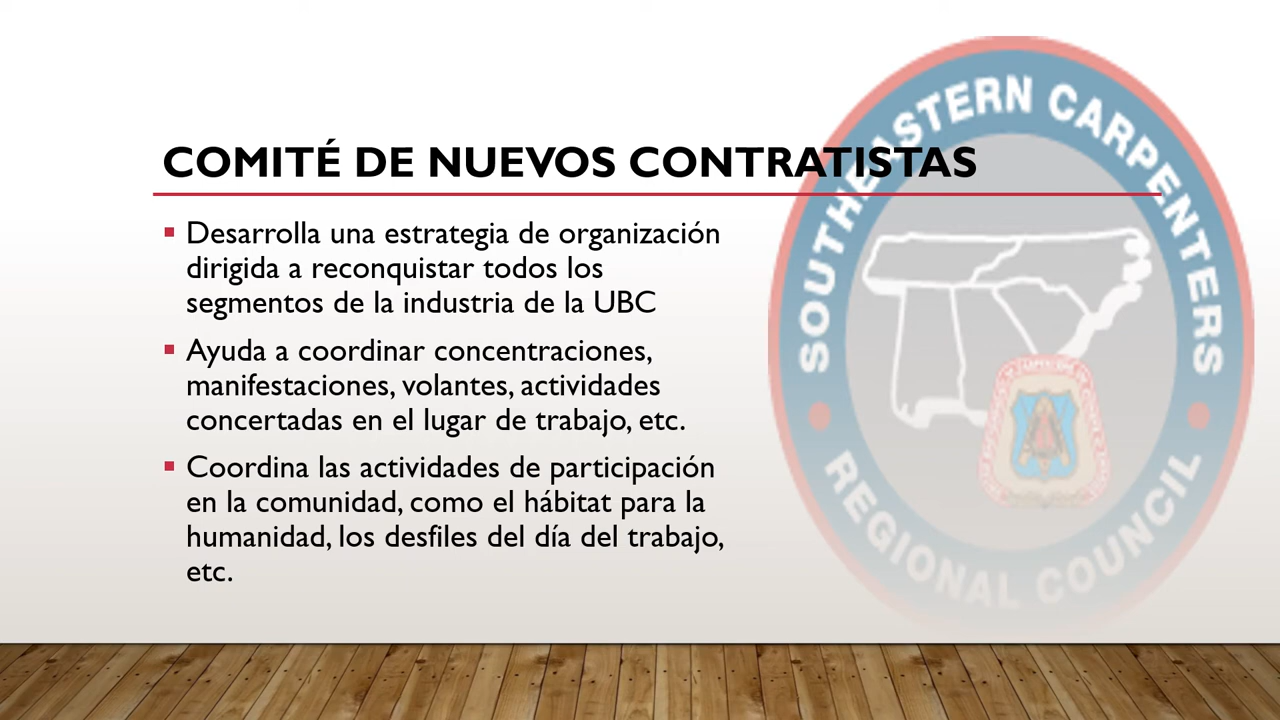 COMITÉ DE NUEVOS CONTRATISTAS
Desarrolla una estrategia de organización
dirigida a reconquistar todos los
segmentos de la industria de la UBC
Ayuda a coordinar concentraciones,
manifestaciones, volantes, actividades
concertadas en el lugar de trabajo, etc.
Coordina las actividades de participación
en la comunidad, como el hábitat para la
humanidad, los desfiles del día del trabajo,
etc.
SOUTHEASTERN CARPENTERS
REGIONAL COUNCIL